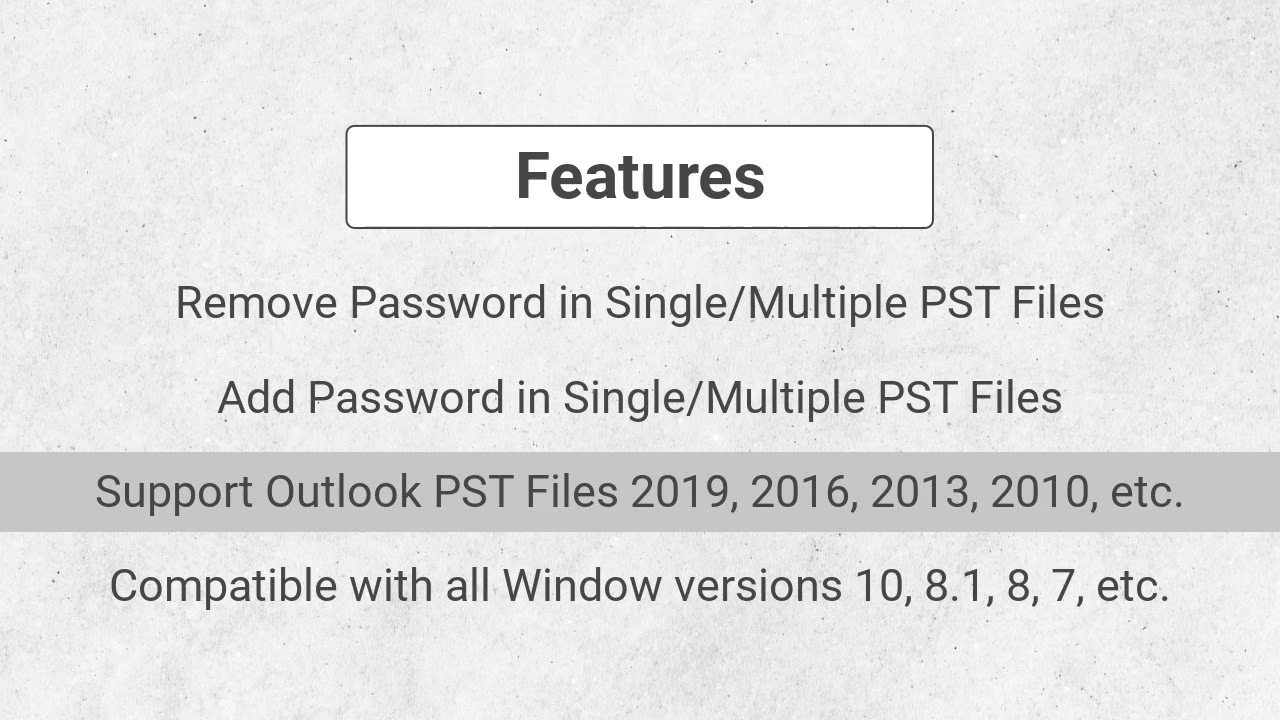 Features
Remove Password in Single/Multiple PST Files
Add Password in Single/Multiple PST Files
Support Outlook PST Files 2019, 2016, 2013, 2010, etc.
Compatible with all Window versions 10, 8.1, 8, 7, etc.